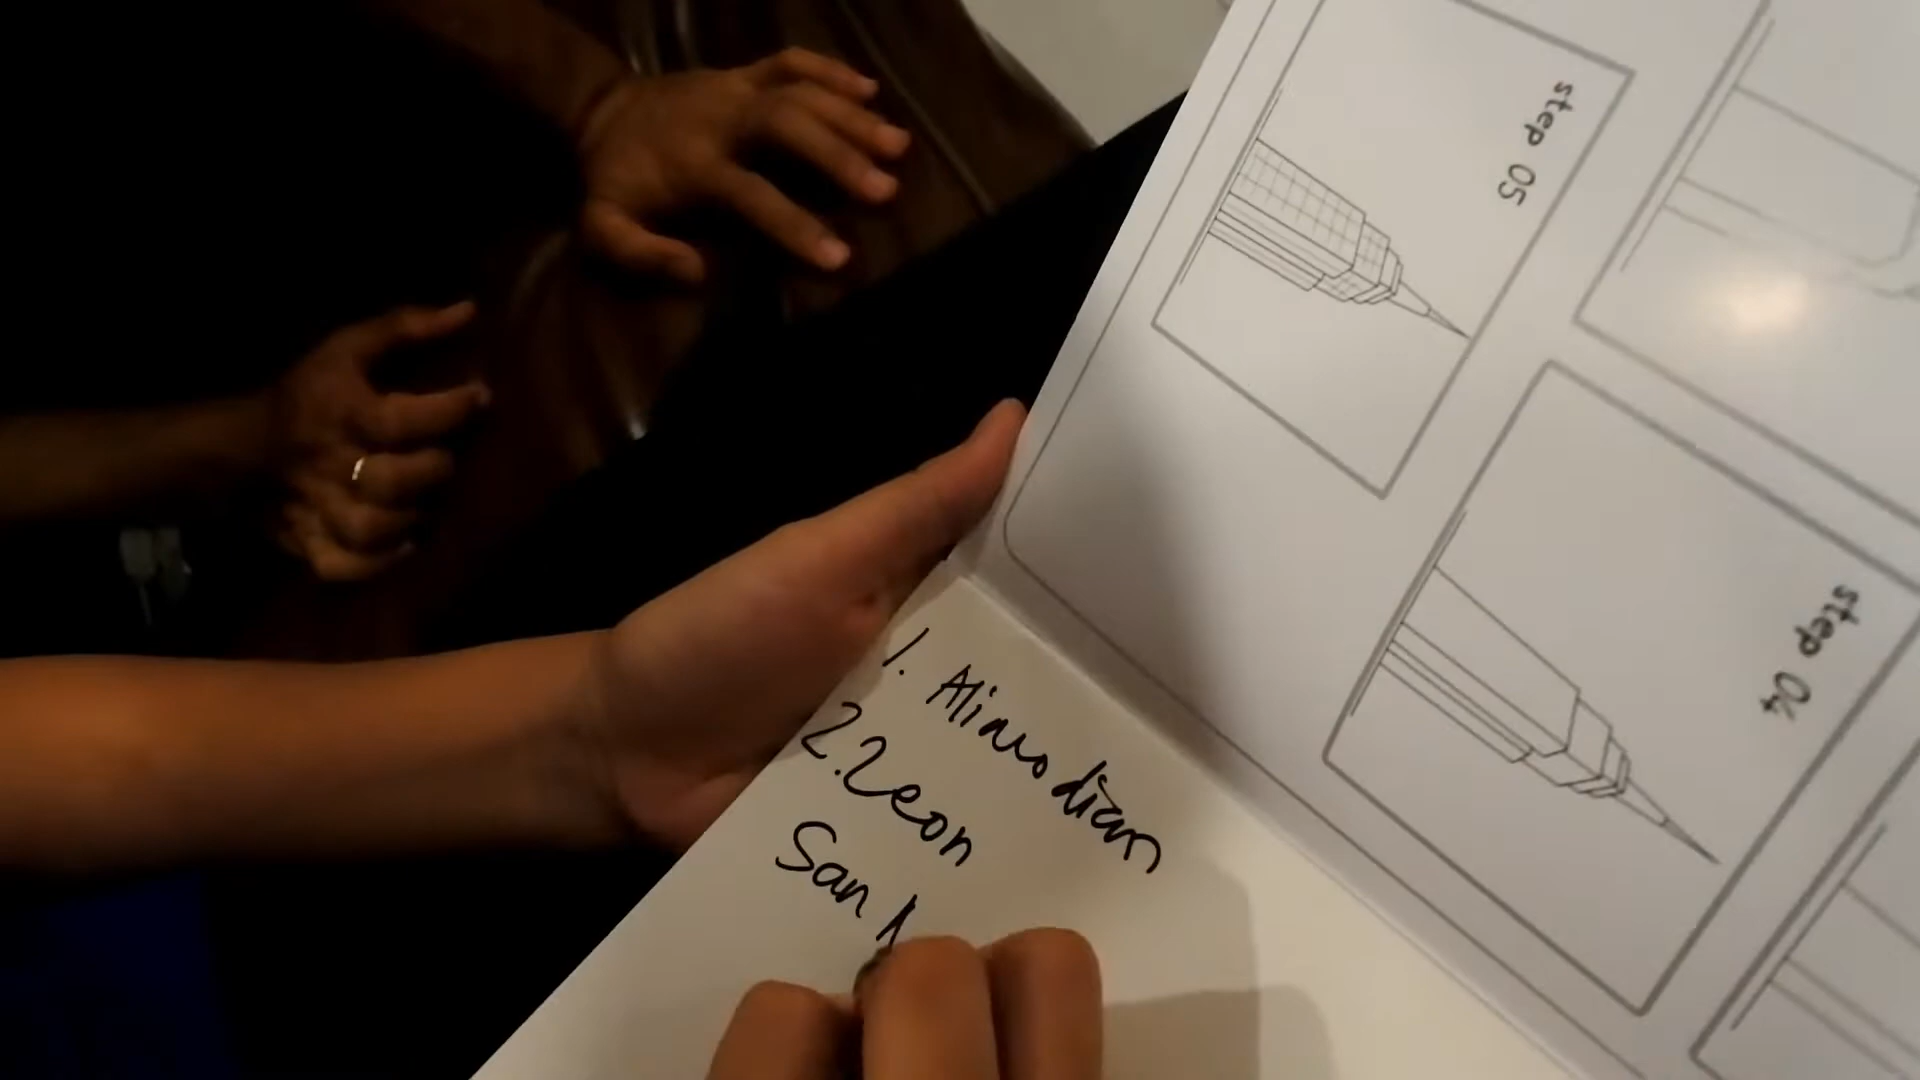 1. Alimodian
2. Leon
San M
step 05
step 04